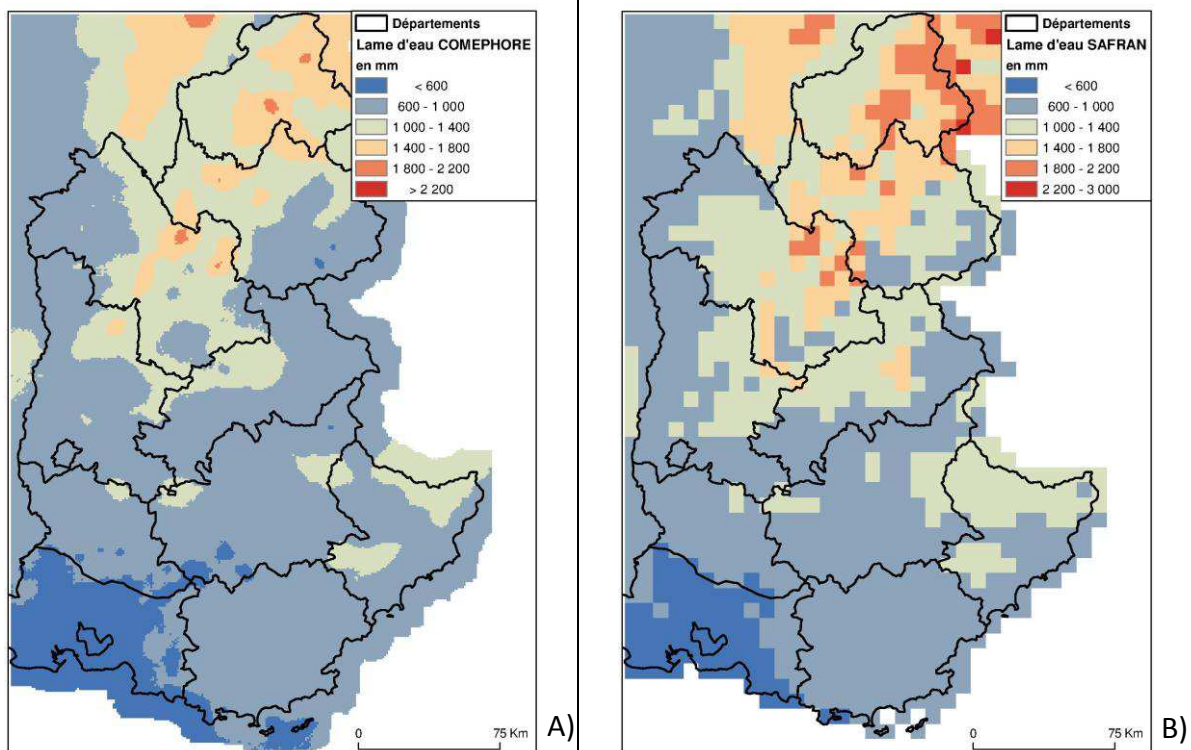 Départements
Lame d'eau COMEPHORE
en mm
< 600
600 - 1 000
1 000 - 1 400
1 400 - 1 800
1 800 - 2 200
> 2 200
0
75 Km
A)
Départements
Lame d'eau SAFRAN
en mm
< 600
600 - 1 000
1 000 - 1 400
1 400 - 1 800
1 800 - 2 200
2 200 - 3 000
0
75 Km
B)